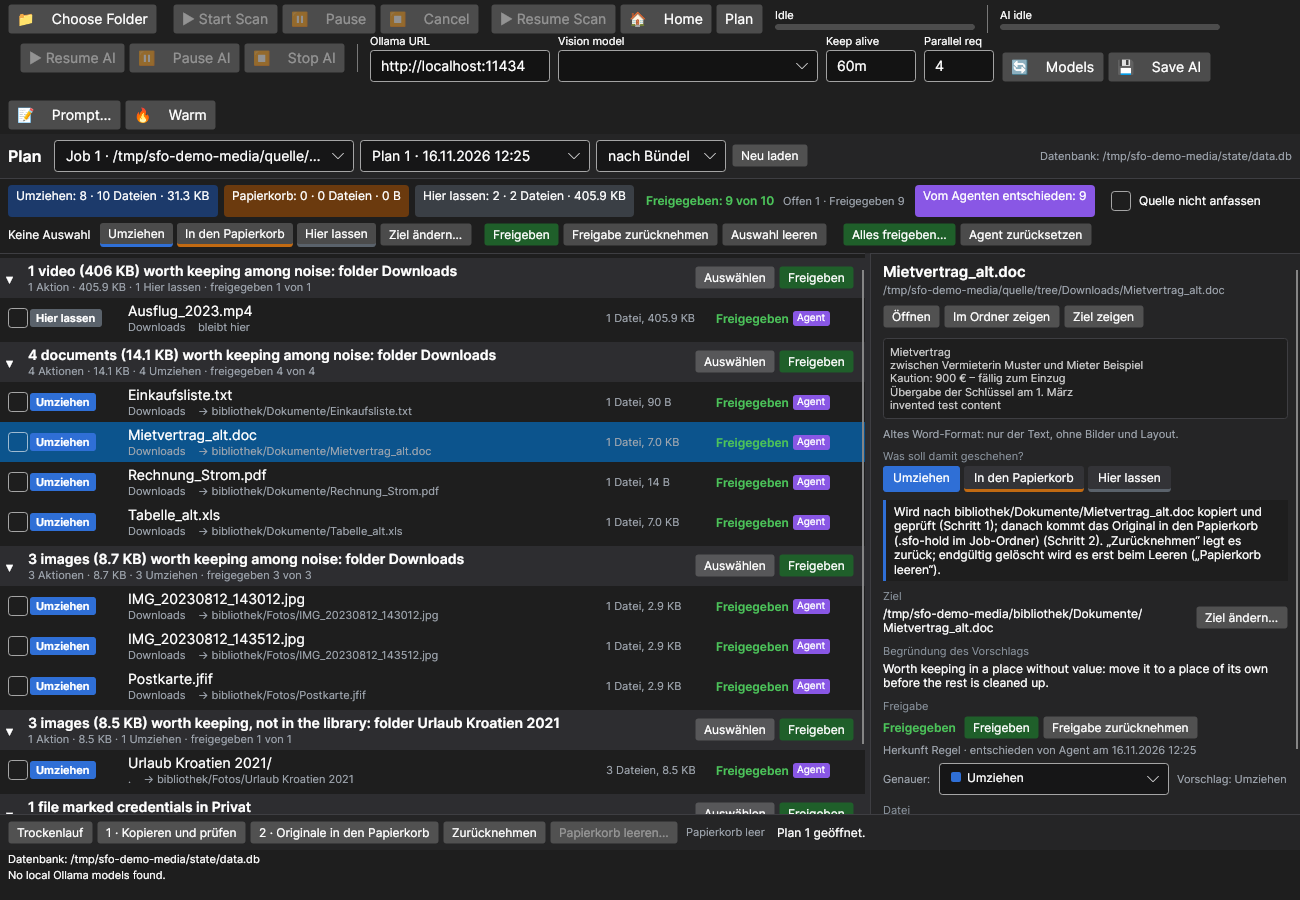 Choose Folder Start Scan Pause Cancel Resume Scan Home Plan Idle AI idle
Resume AI Pause AI Stop AI Ollama URL Vision model Keep alive Parallel req
http://localhost:11434 60m 4 Models Save AI
Prompt... Warm
Plan Job 1 · /tmp/sfo-demo-media/quelle/... Plan 1 · 16.11.2026 12:25 nach Bündel Neu laden Datenbank: /tmp/sfo-demo-media/state/data.db
Umziehen: 8 · 10 Dateien · 31.3 KB Papierkorb: 0 · 0 Dateien · 0 B Hier lassen: 2 · 2 Dateien · 405.9 KB Freigegeben: 9 von 10 Offen 1 · Freigegeben 9 Vom Agenten entschieden: 9 Quelle nicht anfassen
Keine Auswahl Umziehen In den Papierkorb Hier lassen Ziel ändern... Freigeben Freigabe zurücknehmen Auswahl leeren Alles freigeben... Agent zurücksetzen
1 video (406 KB) worth keeping among noise: folder Downloads
1 Aktion · 405.9 KB · 1 Hier lassen · freigegeben 1 von 1
Auswählen Freigeben
Hier lassen Ausflug_2023.mp4 1 Datei, 405.9 KB Freigegeben Agent
Downloads bleibt hier
4 documents (14.1 KB) worth keeping among noise: folder Downloads
4 Aktionen · 14.1 KB · 4 Umziehen · freigegeben 4 von 4
Auswählen Freigeben
Umziehen Einkaufsliste.txt 1 Datei, 90 B Freigegeben Agent
Downloads → bibliothek/Dokumente/Einkaufsliste.txt
Umziehen Mietvertrag_alt.doc 1 Datei, 7.0 KB Freigegeben Agent
Downloads → bibliothek/Dokumente/Mietvertrag_alt.doc
Umziehen Rechnung_Strom.pdf 1 Datei, 14 B Freigegeben Agent
Downloads → bibliothek/Dokumente/Rechnung_Strom.pdf
Umziehen Tabelle_alt.xls 1 Datei, 7.0 KB Freigegeben Agent
Downloads → bibliothek/Dokumente/Tabelle_alt.xls
3 images (8.7 KB) worth keeping among noise: folder Downloads
3 Aktionen · 8.7 KB · 3 Umziehen · freigegeben 3 von 3
Auswählen Freigeben
Umziehen IMG_20230812_143012.jpg 1 Datei, 2.9 KB Freigegeben Agent
Downloads → bibliothek/Fotos/IMG_20230812_143012.jpg
Umziehen IMG_20230812_143512.jpg 1 Datei, 2.9 KB Freigegeben Agent
Downloads → bibliothek/Fotos/IMG_20230812_143512.jpg
Umziehen Postkarte.jfif 1 Datei, 2.9 KB Freigegeben Agent
Downloads → bibliothek/Fotos/Postkarte.jfif
3 images (8.5 KB) worth keeping, not in the library: folder Urlaub Kroatien 2021
1 Aktion · 8.5 KB · 1 Umziehen · freigegeben 1 von 1
Auswählen Freigeben
Umziehen Urlaub Kroatien 2021/ 3 Dateien, 8.5 KB Freigegeben Agent
. → bibliothek/Fotos/Urlaub Kroatien 2021
1 file marked credentials in Privat
Auswählen Freigeben
Mietvertrag_alt.doc
/tmp/sfo-demo-media/quelle/tree/Downloads/Mietvertrag_alt.doc
Öffnen Im Ordner zeigen Ziel zeigen
Mietvertrag
zwischen Vermieterin Muster und Mieter Beispiel
Kaution: 900 € – fällig zum Einzug
Übergabe der Schlüssel am 1. März
invented test content
Altes Word-Format: nur der Text, ohne Bilder und Layout.
Was soll damit geschehen?
Umziehen In den Papierkorb Hier lassen
Wird nach bibliothek/Dokumente/Mietvertrag_alt.doc kopiert und
geprüft (Schritt 1); danach kommt das Original in den Papierkorb
(.sfo-hold im Job-Ordner) (Schritt 2). „Zurücknehmen“ legt es
zurück; endgültig gelöscht wird es erst beim Leeren („Papierkorb
leeren“).
Ziel
/tmp/sfo-demo-media/bibliothek/Dokumente/
Mietvertrag_alt.doc
Ziel ändern...
Begründung des Vorschlags
Worth keeping in a place without value: move it to a place of its own
before the rest is cleaned up.
Freigabe
Freigegeben Freigeben Freigabe zurücknehmen
Herkunft Regel · entschieden von Agent am 16.11.2026 12:25
Genauer: Umziehen Vorschlag: Umziehen
Datei
Trockenlauf 1 · Kopieren und prüfen 2 · Originale in den Papierkorb Zurücknehmen Papierkorb leeren... Papierkorb leer Plan 1 geöffnet.
Datenbank: /tmp/sfo-demo-media/state/data.db
No local Ollama models found.